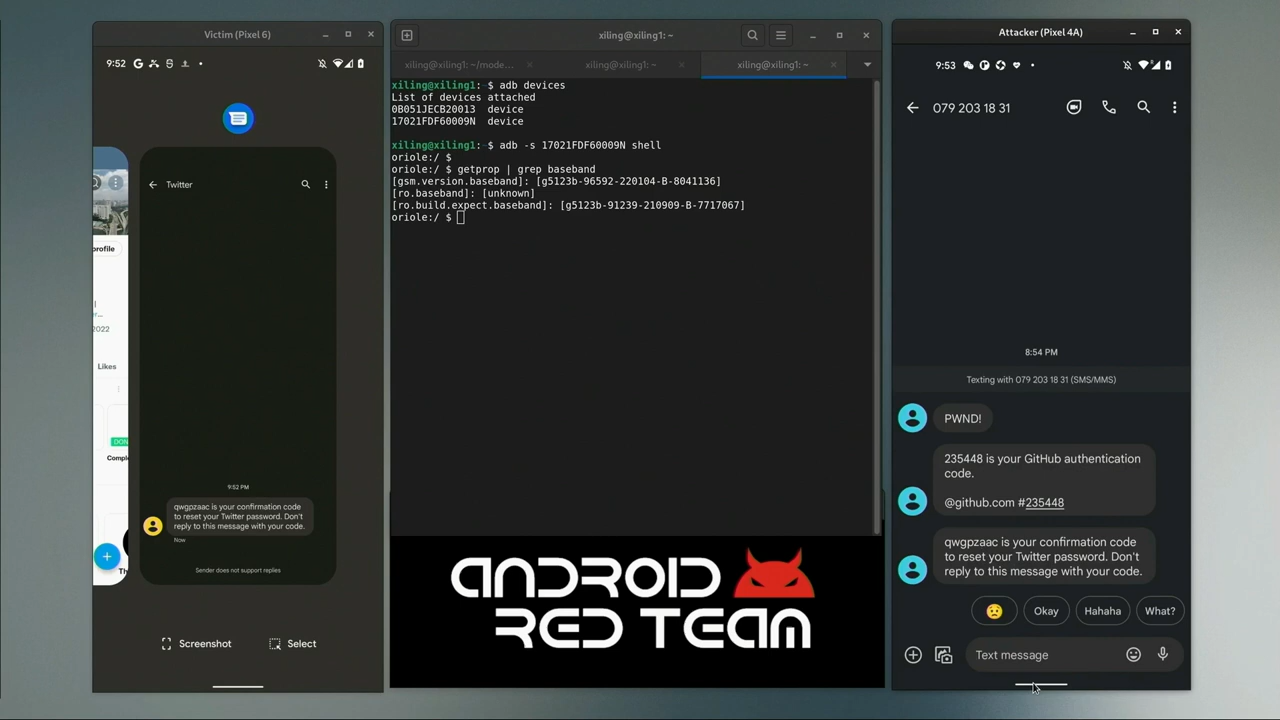 Victim (Pixel 6)
9:52
Twitter
profile
2022
Likes
9:52 PM
qwgpzaac is your confirmation code
to reset your Twitter password. Don't
reply to this message with your code.
Now
Sender does not support replies
Screenshot
Select
xiling@xiling1: ~
xiling@xiling1: ~/mode...
xiling@xiling1: ~
xiling@xiling1: ~
xiling@xiling1: $ adb devices
List of devices attached
0B051JECB20013 device
17021FDF60009N device
xiling@xiling1: $ adb -s 17021FDF60009N shell
oriole:/ $
oriole:/ $ getprop | grep baseband
[gsm.version.baseband]: [g5123b-96592-220104-B-8041136]
[ro.baseband]: [unknown]
[ro.build.expect.baseband]: [g5123b-91239-210909-B-7717067]
oriole:/ $
ANDROID
RED TEAM
Attacker (Pixel 4A)
9:53
079 203 18 31
8:54 PM
Texting with 079 203 18 31 (SMS/MMS)
PWND!
235448 is your GitHub authentication
code.
@github.com #235448
qwgpzaac is your confirmation code
to reset your Twitter password. Don't
reply to this message with your code.
Okay
Hahaha
What?
Text message